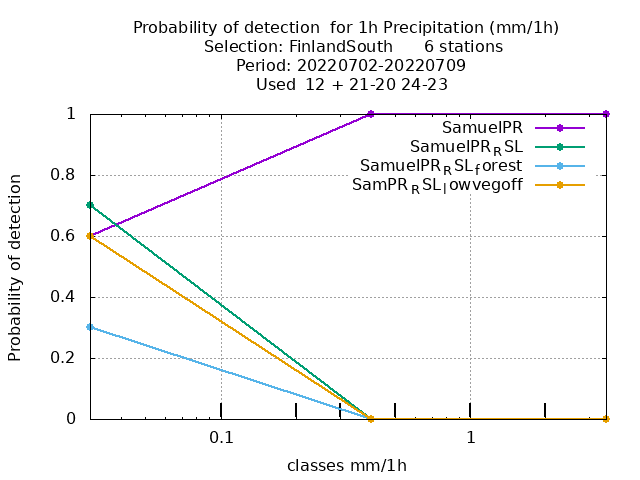 Probability of detection  for 1h Precipitation (mm/1h)
Selection: FinlandSouth      6 stations
Period: 20220702-20220709
Used  12 + 21-20 24-23
1
0.8
0.6
0.4
0.2
0
Probability of detection
SamuelPR
SamuelPR_RSL
SamuelPR_RSL_forest
SamPR_RSL_lowvegoff
0.1
1
classes mm/1h